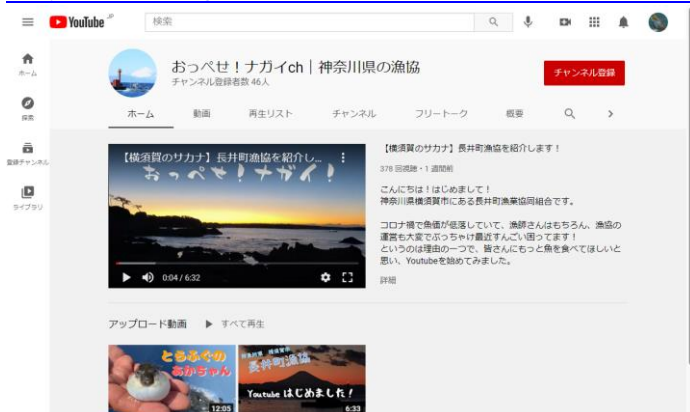 YouTube JP
検索
おっぺせ！ナガイch｜神奈川県の漁協
チャンネル登録者数 46人
チャンネル登録
ホーム
探索
登録チャンネル
ライブラリ
ホーム 動画 再生リスト チャンネル フリートーク 概要
【横須賀のサカナ】長井町漁協を紹介し...
おっぺせ！ナガイ！
0:04 / 6:32
【横須賀のサカナ】長井町漁協を紹介します！
378 回視聴・1 週間前
こんにちは！はじめまして！
神奈川県横須賀市にある長井町漁業協同組合です。
コロナ禍で魚価が低落していて、漁師さんはもちろん、漁協の
運営も大変でぶっちゃけ最近すんごい困ってます！
というのは理由の一つで、皆さんにもっと魚を食べてほしいと
思い、Youtubeを始めてみました。
詳細
アップロード動画 ▶ すべて再生
とらふぐの
あかちゃん
12:05
長井町漁協
Youtube はじめました！
6:33